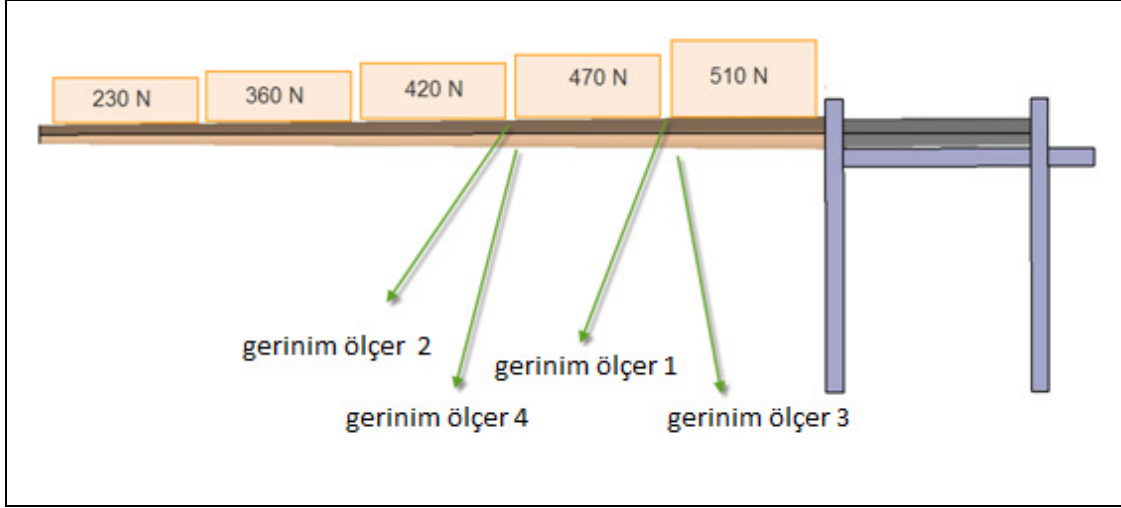 230 N
360 N
420 N
470 N
510 N
gerinim ölçer 2
gerinim ölçer 1
gerinim ölçer 4
gerinim ölçer 3